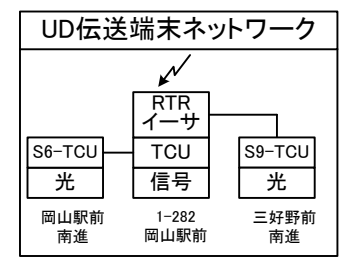 UD伝送端末ネットワーク
RTR
イーサ
S6-TCU
TCU
S9-TCU
光
信号
光
岡山駅前
南進
1-282
岡山駅前
三好野前
南進